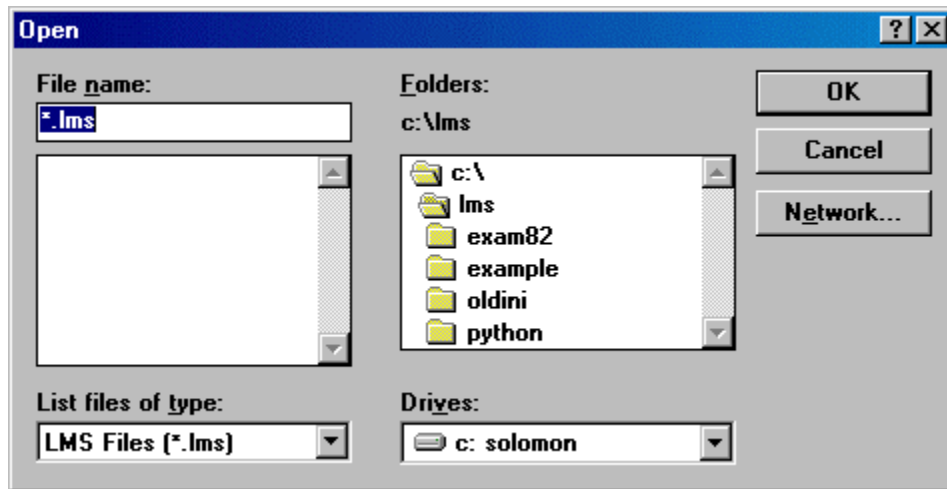 Open
File name:
*.lms
List files of type:
LMS Files (*.lms)
Folders:
c:\lms
c:\
lms
exam82
example
oldini
python
Drives:
c: solomon
OK
Cancel
Network...